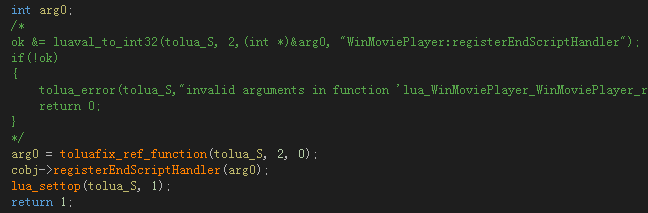 int arg0;
/*
ok &= luaval_to_int32(tolua_S, 2,(int *)&arg0, "WinMoviePlayer:registerEndScriptHandler");
if(!ok)
{
    tolua_error(tolua_S,"invalid arguments in function 'lua_WinMoviePlayer_WinMoviePlayer_r
    return 0;
}
*/
arg0 = toluafix_ref_function(tolua_S, 2, 0);
cobj->registerEndScriptHandler(arg0);
lua_settop(tolua_S, 1);
return 1;